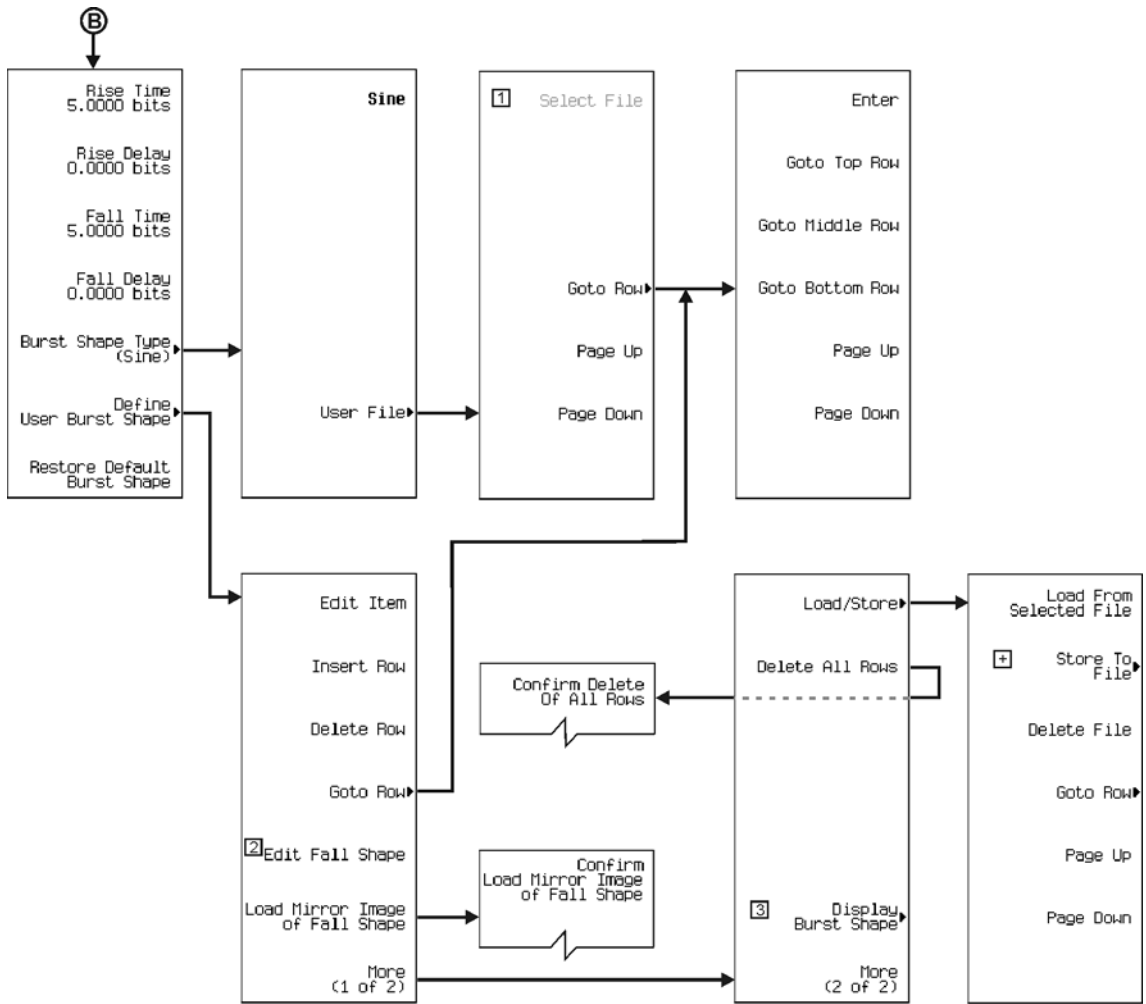 B
Rise Time
5.0000 bits
Rise Delay
0.0000 bits
Fall Time
5.0000 bits
Fall Delay
0.0000 bits
Burst Shape Type
(Sine)
Define
User Burst Shape
Restore Default
Burst Shape
Sine
User File
1 Select File
Goto Row
Page Up
Page Down
Enter
Goto Top Row
Goto Middle Row
Goto Bottom Row
Page Up
Page Down
Edit Item
Insert Row
Delete Row
Goto Row
2 Edit Fall Shape
Load Mirror Image
of Fall Shape
More
(1 of 2)
Confirm Delete
Of All Rows
Confirm
Load Mirror Image
of Fall Shape
Load/Store
Delete All Rows
3 Display
Burst Shape
More
(2 of 2)
Load From
Selected File
+ Store To
File
Delete File
Goto Row
Page Up
Page Down